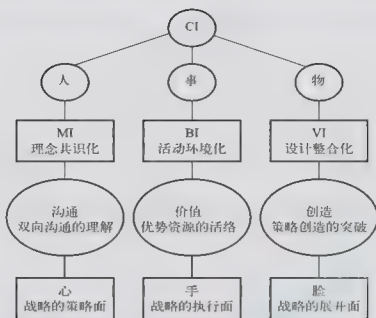 CI
人 事 物
MI BI VI
理念共识化 活动环境化 设计整合化
沟通 价值 创造
双向沟通的理解 优势资源的活络 策略创造的突破
心 手 脸
战略的策略面 战略的执行面 战略的展开面